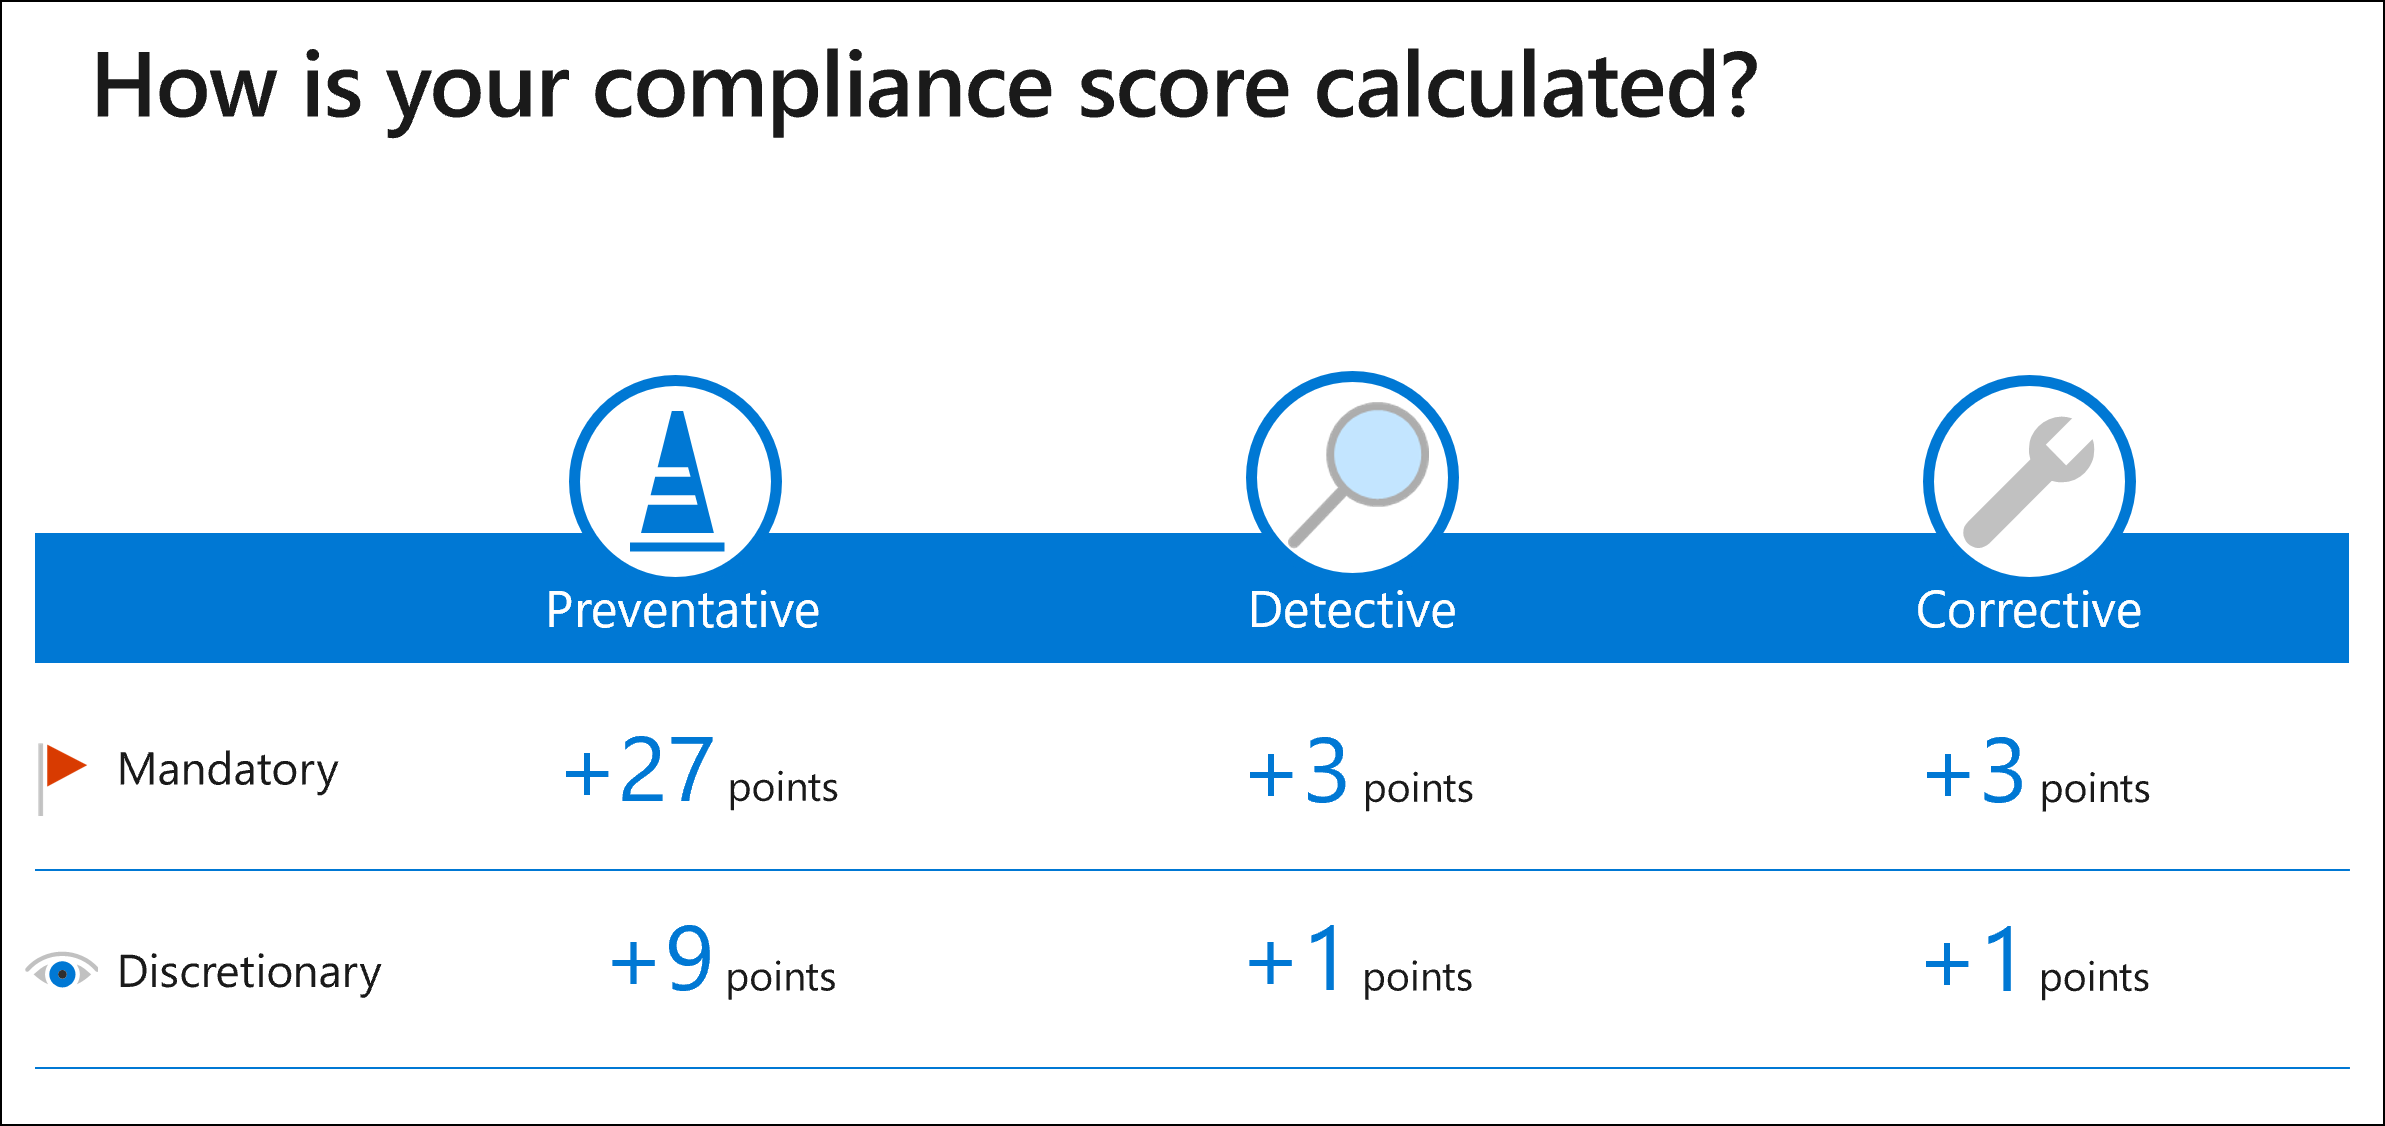 How is your compliance score calculated?
Preventative Detective Corrective
Mandatory +27 points +3 points +3 points
Discretionary +9 points +1 points +1 points